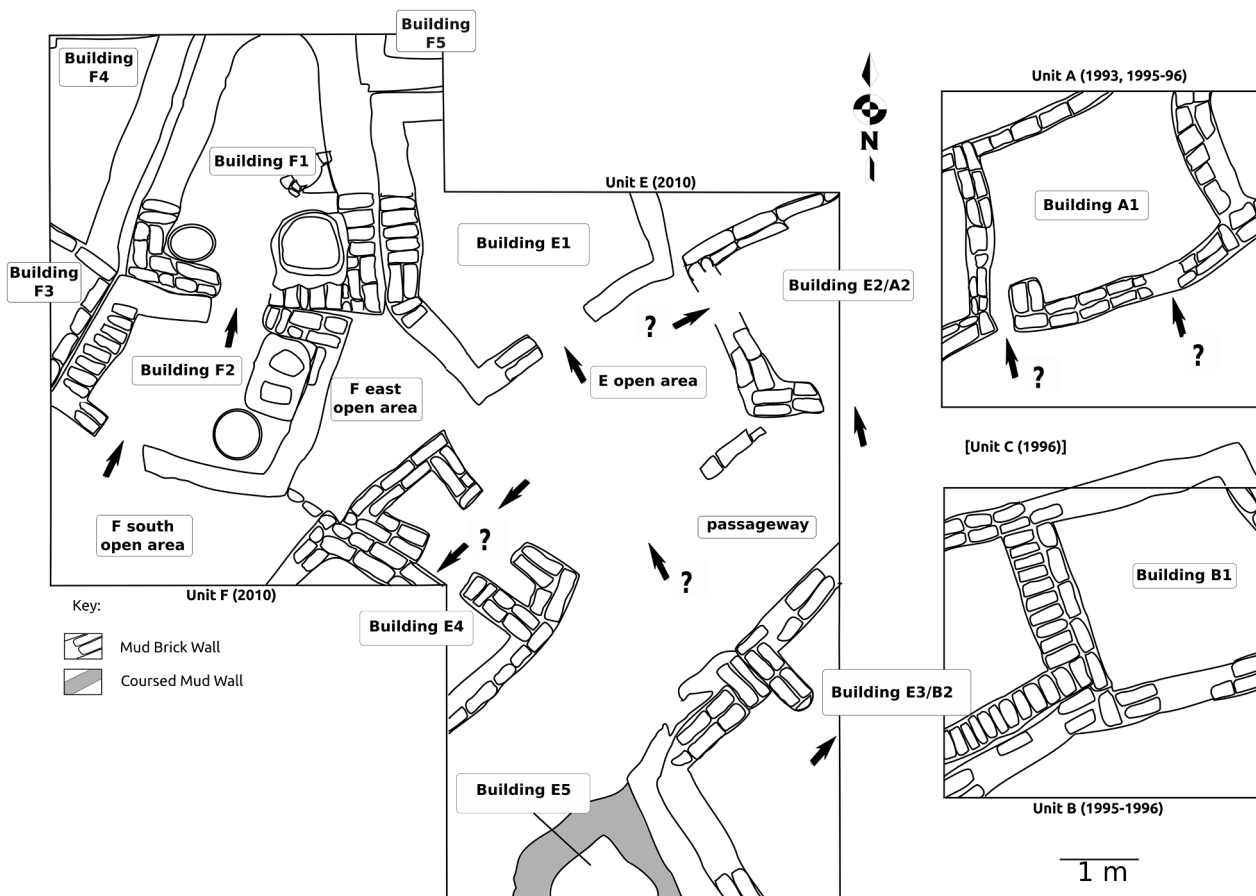 Building
F5
Building
F4
Unit A (1993, 1995-96)
N
Building F1
Unit E (2010)
Building A1
Building E1
Building
F3
Building E2/A2
?
?
?
Building F2
F east
open area
E open area
[Unit C (1996)]
F south
open area
?
passageway
?
Building B1
Unit F (2010)
Key:
Building E4
Mud Brick Wall
Coursed Mud Wall
Building E3/B2
Building E5
Unit B (1995-1996)
1 m